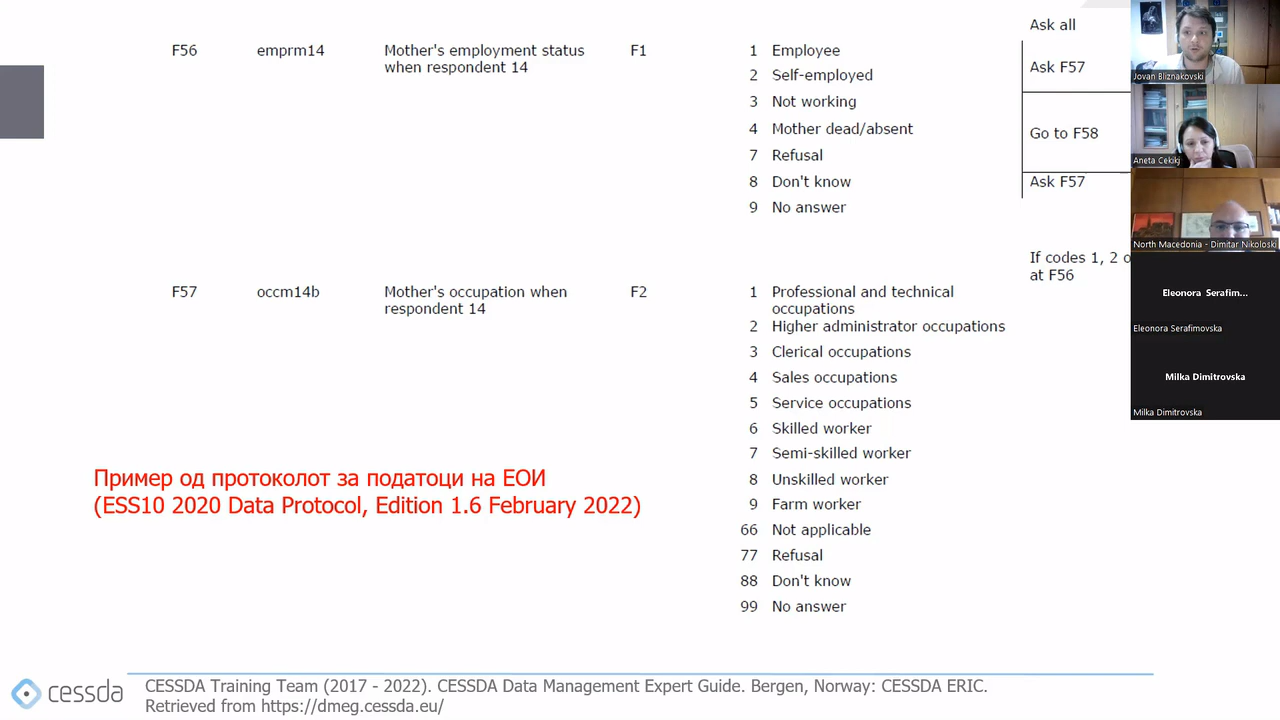 Ask all
F56 emprm14 Mother's employment status F1 1 Employee
when respondent 14
Ask F57
2 Self-employed
3 Not working
4 Mother dead/absent
Go to F58
7 Refusal
8 Don't know
Ask F57
9 No answer
If codes 1, 2
at F56
F57 occm14b Mother's occupation when F2 1 Professional and technical
respondent 14 occupations
2 Higher administrator occupations
3 Clerical occupations
4 Sales occupations
5 Service occupations
6 Skilled worker
7 Semi-skilled worker
8 Unskilled worker
9 Farm worker
66 Not applicable
77 Refusal
88 Don't know
99 No answer
Пример од протоколот за податоци на ЕОИ
(ESS10 2020 Data Protocol, Edition 1.6 February 2022)
cessda
CESSDA Training Team (2017 - 2022). CESSDA Data Management Expert Guide. Bergen, Norway: CESSDA ERIC.
Retrieved from https://dmeg.cessda.eu/
Jovan Bliznakovski
Aneta Cekikj
North Macedonia - Dimitar Nikoloski
Eleonora Serafim...
Eleonora Serafimovska
Milka Dimitrovska
Milka Dimitrovska